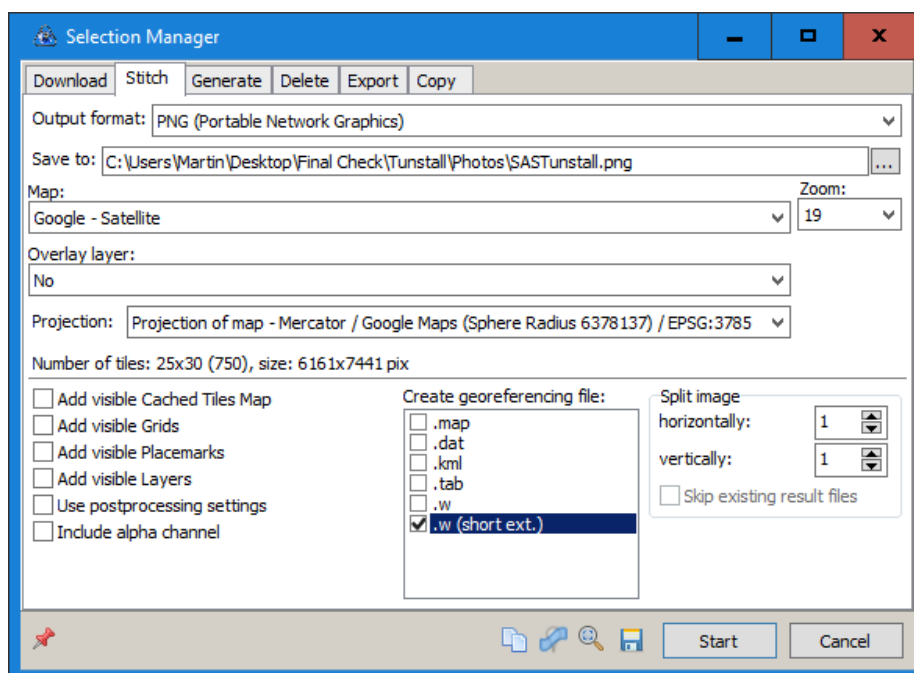 Selection Manager
Download Stitch Generate Delete Export Copy
Output format: PNG (Portable Network Graphics)
Save to: C:\Users\Martin\Desktop\Final Check\Tunstall\Photos\SASTunstall.png ...
Map: Zoom:
Google - Satellite 19
Overlay layer:
No
Projection: Projection of map - Mercator / Google Maps (Sphere Radius 6378137) / EPSG:3785
Number of tiles: 25x30 (750), size: 6161x7441 pix
Add visible Cached Tiles Map
Add visible Grids
Add visible Placemarks
Add visible Layers
Use postprocessing settings
Include alpha channel
Create georeferencing file:
.map
.dat
.kml
.tab
.w
.w (short ext.)
Split image
horizontally: 1
vertically: 1
Skip existing result files
Start Cancel